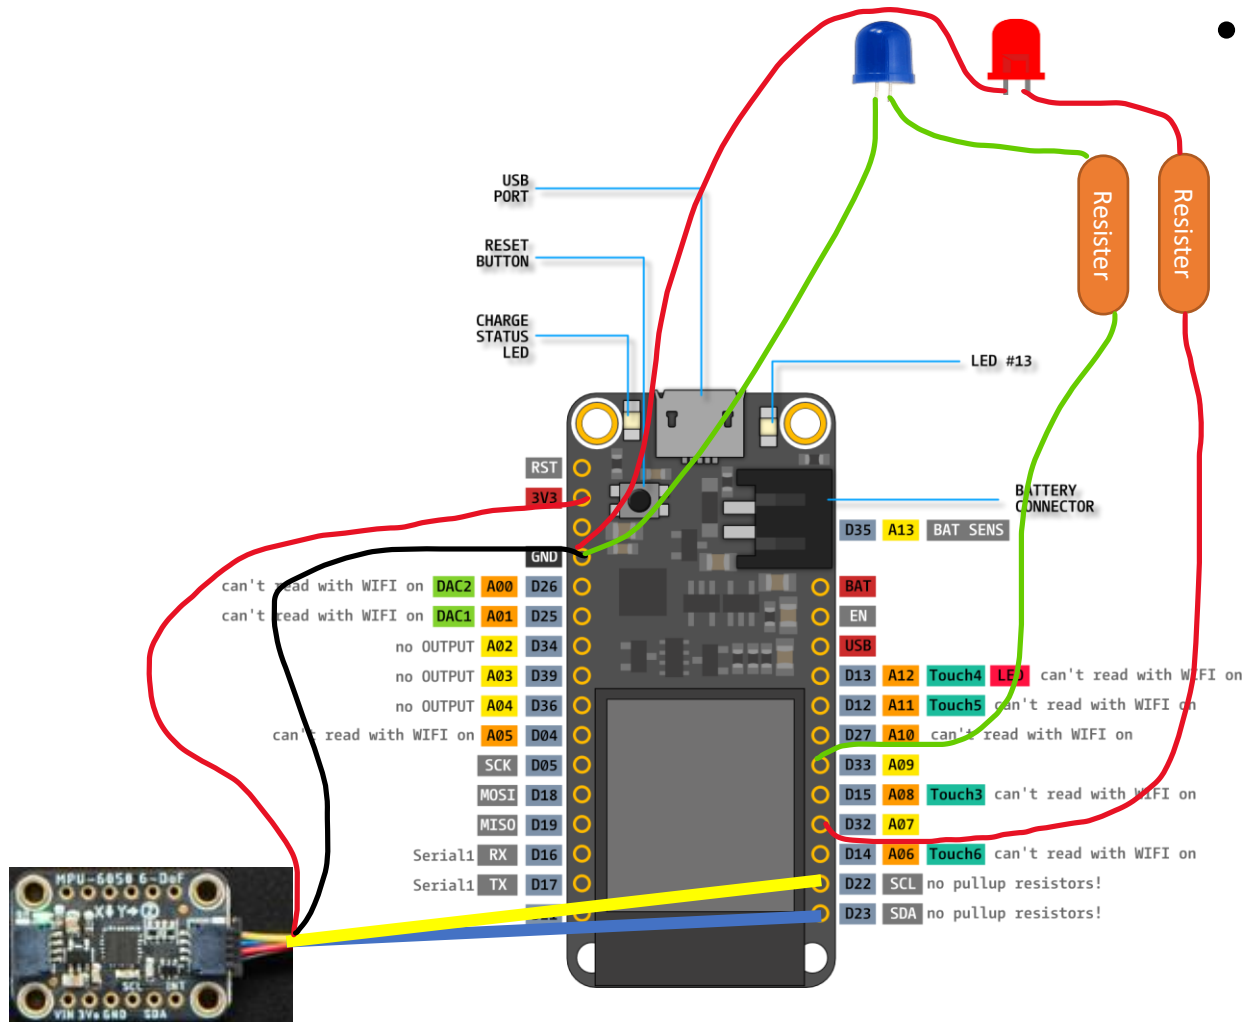 USB
PORT
RESET
BUTTON
CHARGE
STATUS
LED
LED #13
BATTERY
CONNECTOR
Resister
Resister
RST
3V3
GND
can't read with WIFI on DAC2 A00 D26
can't read with WIFI on DAC1 A01 D25
no OUTPUT A02 D34
no OUTPUT A03 D39
no OUTPUT A04 D36
can't read with WIFI on A05 D04
SCK D05
MOSI D18
MISO D19
Serial1 RX D16
Serial1 TX D17
D35 A13 BAT SENS
BAT
EN
USB
D13 A12 Touch4 LED can't read with WIFI on
D12 A11 Touch5 can't read with WIFI on
D27 A10 can't read with WIFI on
D33 A09
D15 A08 Touch3 can't read with WIFI on
D32 A07
D14 A06 Touch6 can't read with WIFI on
D22 SCL no pullup resistors!
D23 SDA no pullup resistors!
MPU-6050 6-DoF
X Y Z
SCL INT
VIN 3Vo GND SDA